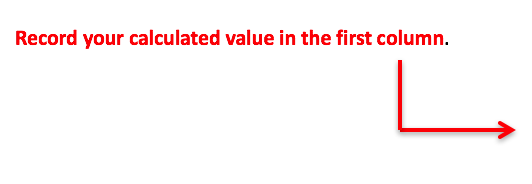 Record your calculated value in the first column.